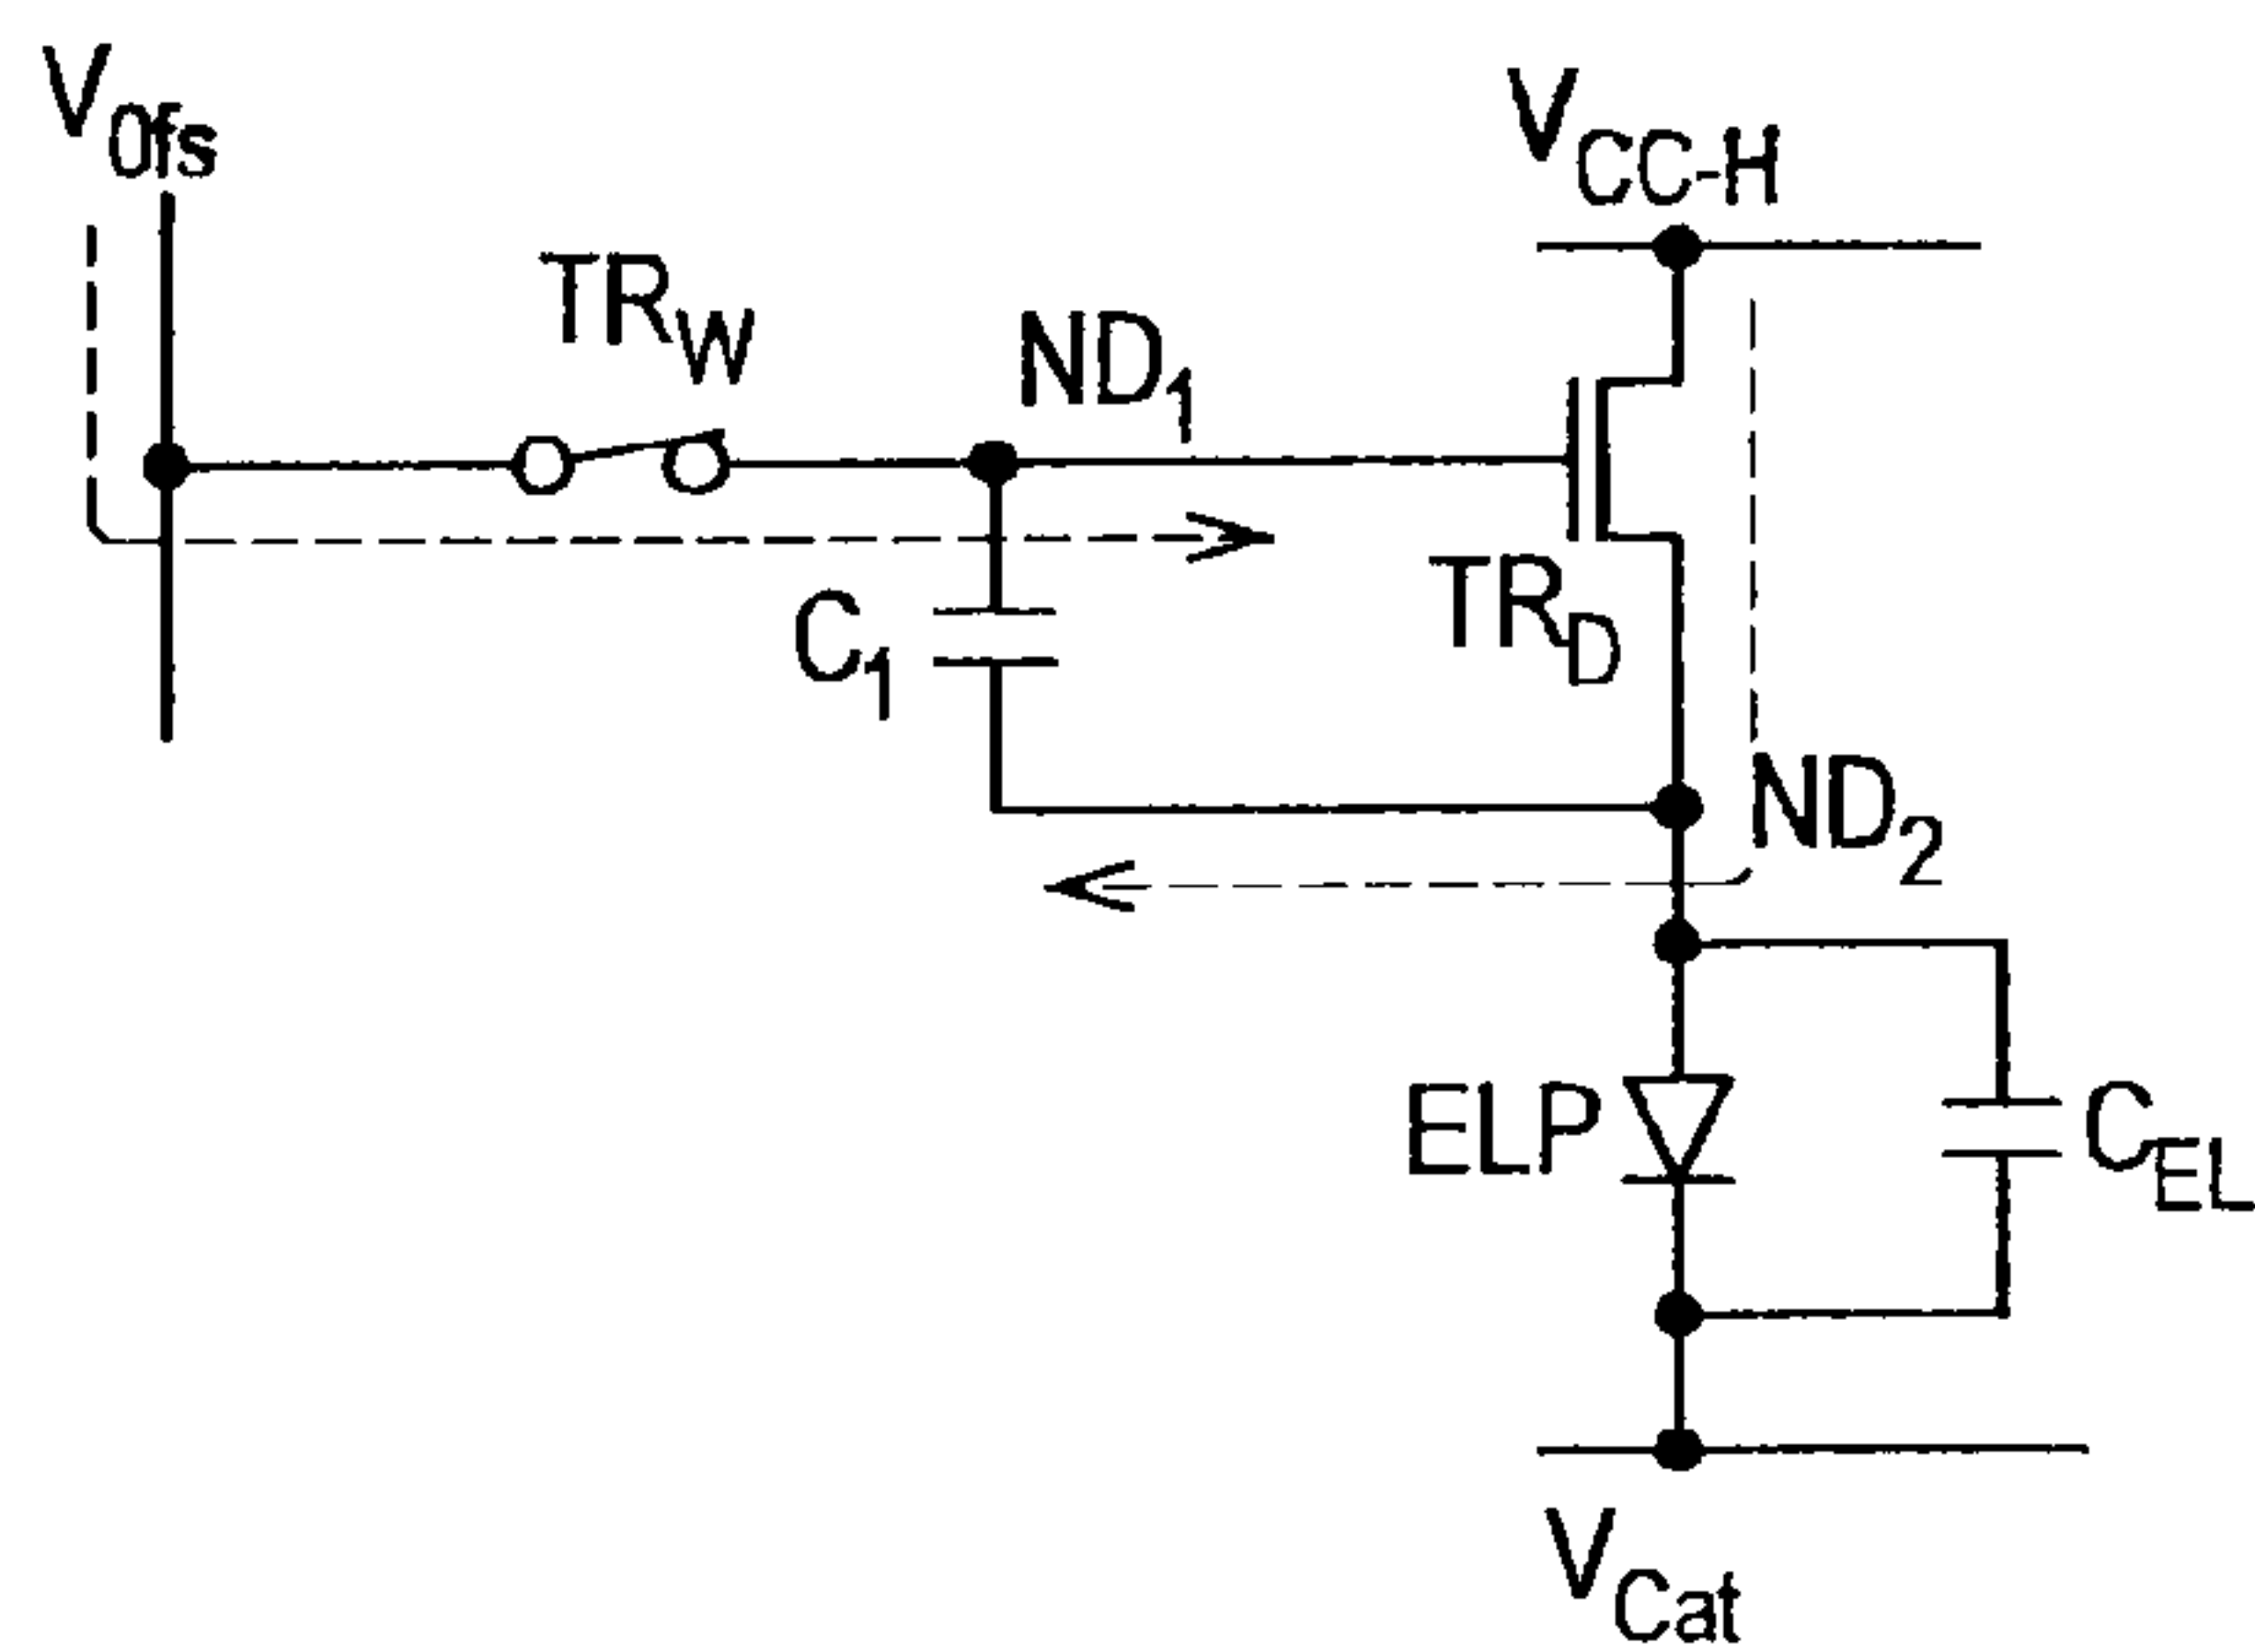 V0fs
VCC-H
TRW
ND1
C1
TRD
ND2
ELP
CEL
VCat